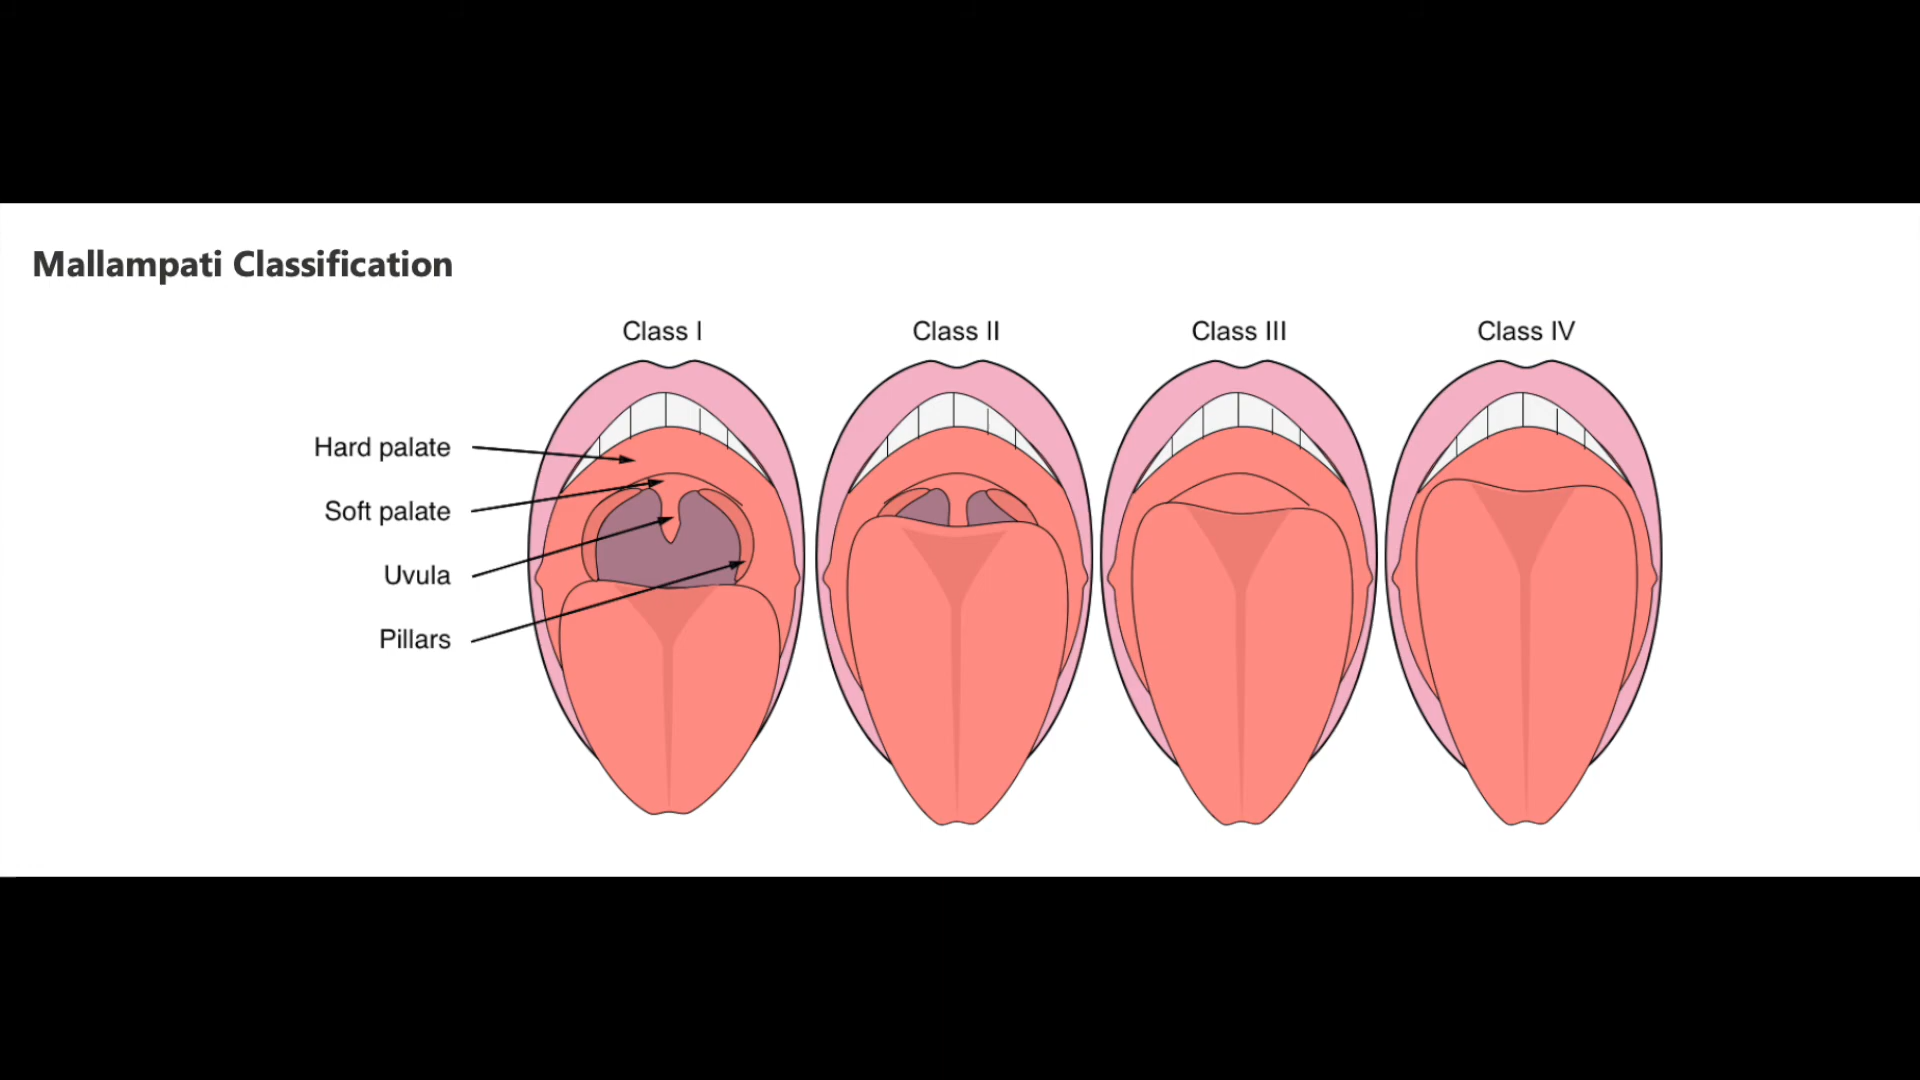 Mallampati Classification
Class I Class II Class III Class IV
Hard palate
Soft palate
Uvula
Pillars